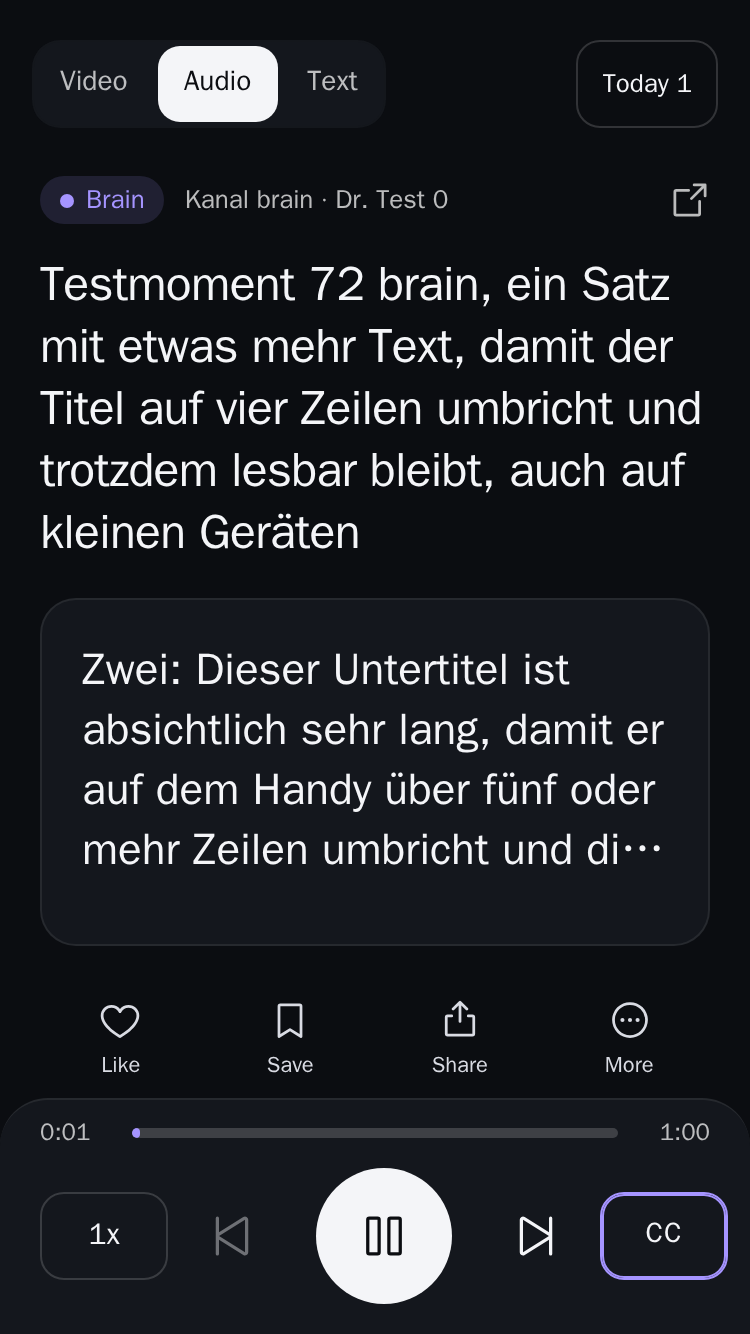 Video Audio Text Today 1
Brain Kanal brain · Dr. Test 0
Testmoment 72 brain, ein Satz
mit etwas mehr Text, damit der
Titel auf vier Zeilen umbricht und
trotzdem lesbar bleibt, auch auf
kleinen Geräten
Zwei: Dieser Untertitel ist
absichtlich sehr lang, damit er
auf dem Handy über fünf oder
mehr Zeilen umbricht und di…
Like Save Share More
0:01 1:00
1x CC